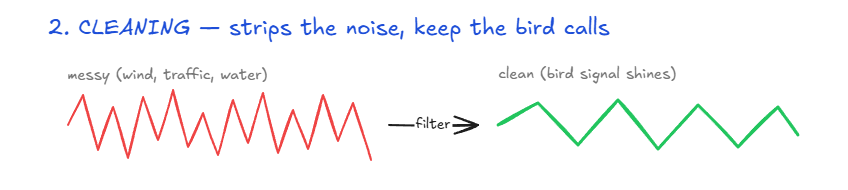 2. CLEANING — strips the noise, keep the bird calls
messy (wind, traffic, water)
clean (bird signal shines)
filter